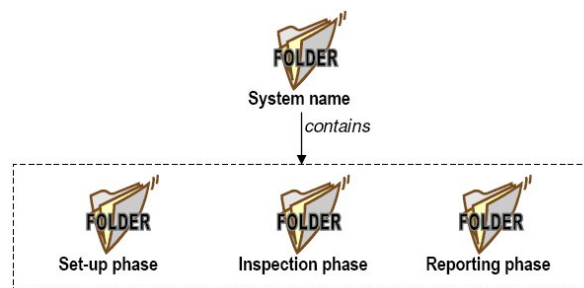 FOLDER
System name
contains
FOLDER FOLDER FOLDER
Set-up phase Inspection phase Reporting phase